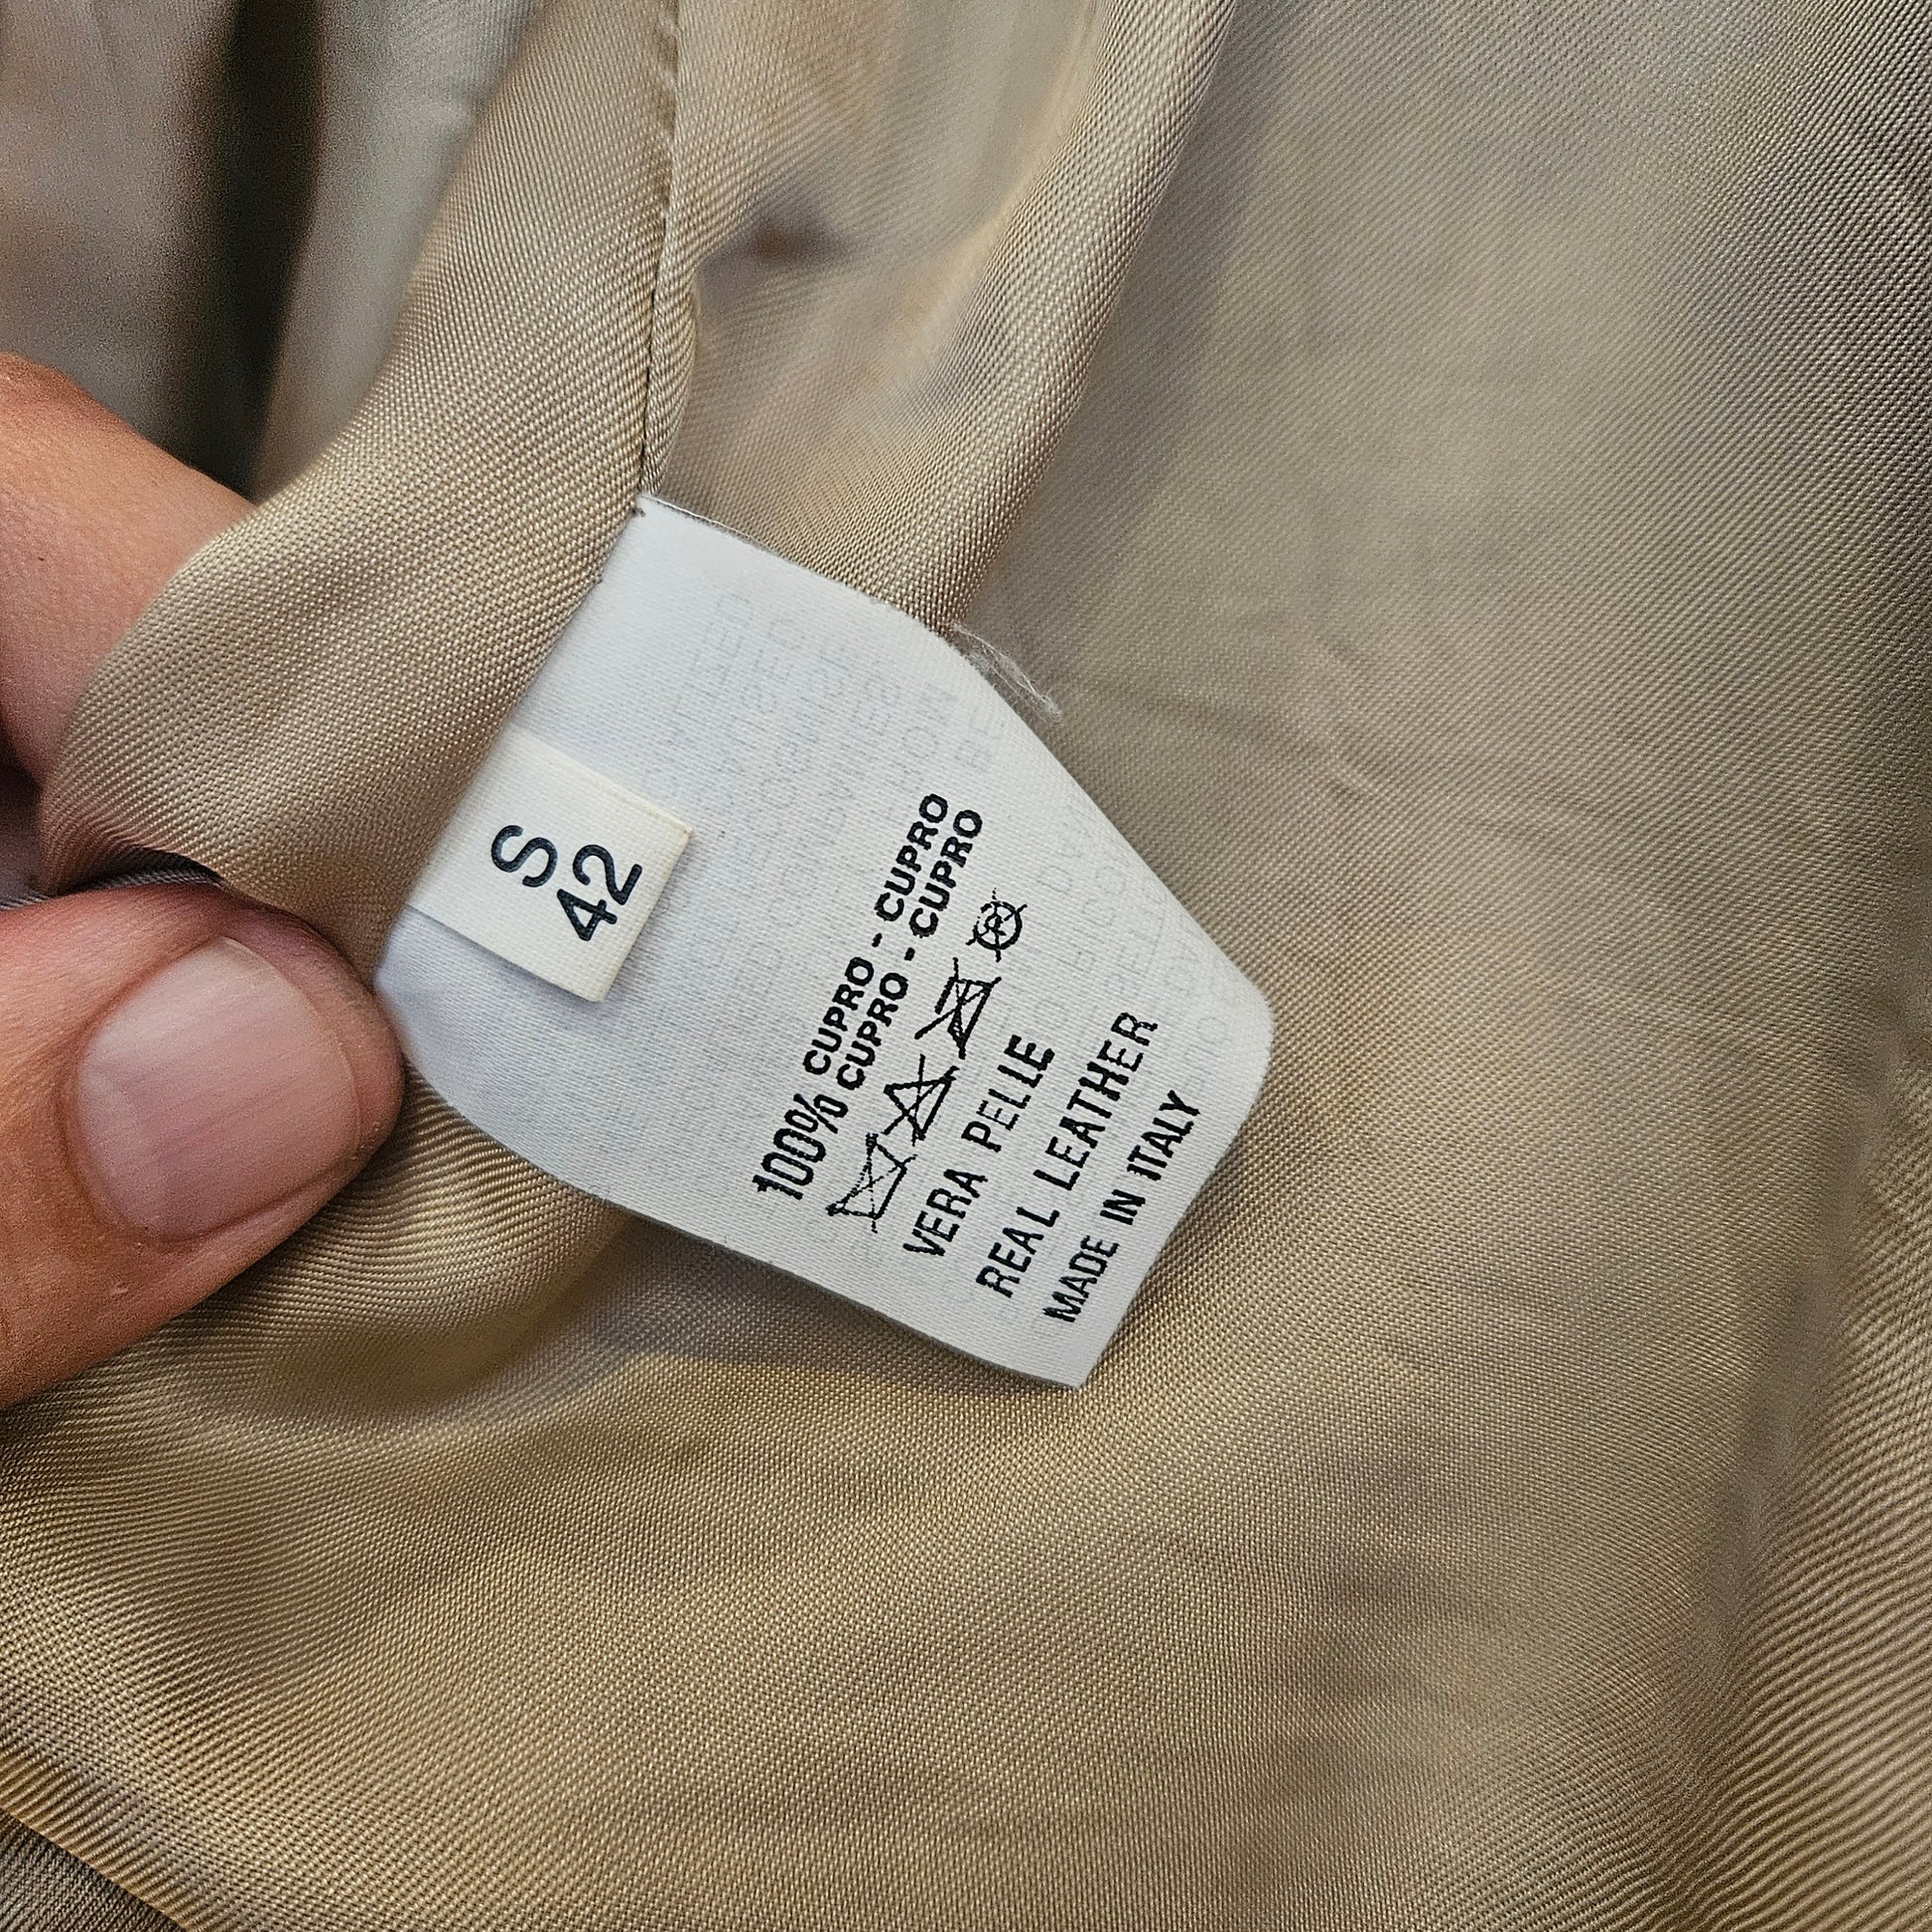 S
42
100% CUPRO - CUPRO
CUPRO - CUPRO
VERA PELLE
REAL LEATHER
MADE IN ITALY